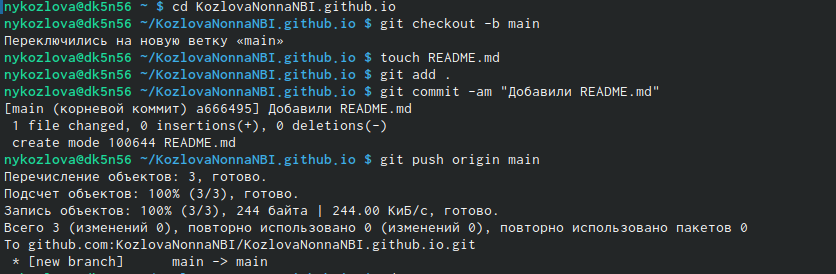 nykozlova@dk5n56 ~ $ cd KozlovaNonnaNBI.github.io
nykozlova@dk5n56 ~/KozlovaNonnaNBI.github.io $ git checkout -b main
Переключились на новую ветку «main»
nykozlova@dk5n56 ~/KozlovaNonnaNBI.github.io $ touch README.md
nykozlova@dk5n56 ~/KozlovaNonnaNBI.github.io $ git add .
nykozlova@dk5n56 ~/KozlovaNonnaNBI.github.io $ git commit -am "Добавили README.md"
[main (корневой коммит) a666495] Добавили README.md
 1 file changed, 0 insertions(+), 0 deletions(-)
 create mode 100644 README.md
nykozlova@dk5n56 ~/KozlovaNonnaNBI.github.io $ git push origin main
Перечисление объектов: 3, готово.
Подсчет объектов: 100% (3/3), готово.
Запись объектов: 100% (3/3), 244 байта | 244.00 КиБ/с, готово.
Всего 3 (изменений 0), повторно использовано 0 (изменений 0), повторно использовано пакетов 0
To github.com:KozlovaNonnaNBI/KozlovaNonnaNBI.github.io.git
 * [new branch]      main -> main